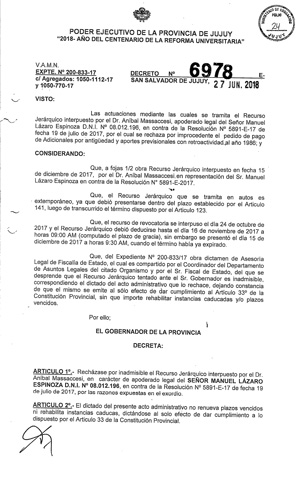 FOLIO
24
JUJUY
PODER EJECUTIVO DE LA PROVINCIA DE JUJUY
"2018- AÑO DEL CENTENARIO DE LA REFORMA UNIVERSITARIA"
V.A.M.N.
EXPTE. Nº 200-833-17
c/ Agregados: 1050-1112-17
y 1050-770-17
DECRETO Nº 6978 E-
SAN SALVADOR DE JUJUY, 27 JUN. 2018
VISTO:
Las actuaciones mediante las cuales se tramita el Recurso
Jerárquico interpuesto por el Dr. Aníbal Massacessi, apoderado legal del Señor Manuel
Lázaro Espinoza D.N.I. Nº 08.012.196, en contra de la Resolución Nº 5891-E-17 de
fecha 19 de julio de 2017, por el cual se rechaza por improcedente el pedido de pago
de Adicionales por antigüedad y aportes previsionales con retroactividad,al año 1986; y
CONSIDERANDO:
Que, a fojas 1/2 obra Recurso Jerárquico interpuesto en fecha 15
de diciembre de 2017, por el Dr. Aníbal Massacessi en representación del Sr. Manuel
Lázaro Espinoza en contra de la Resolución Nº 5891-E-2017.
Que, el Recurso Jerárquico que se tramita en autos es
extemporáneo, ya que debió presentarse dentro del plazo establecido por el Artículo
141, luego de transcurrido el término dispuesto por el Artículo 123.
Que, el recurso de revocatoria se interpuso el día 24 de octubre
de 2017 y el Recurso Jerárquico debió deducirse hasta el 16 de noviembre de 2017 a
horas 09:00 AM (computado el plazo de gracia), sin embargo se presentó el 15 de
diciembre de 2017 a horas 9:30 AM, cuando el término había ya expirado.
Que, del Expediente Nº 200-833/17 obra dictamen de Asesoría
Legal de Fiscalía de Estado, el cual es compartido por el Coordinador del Departamento
de Asuntos Legales del citado Organismo y por el Sr. Fiscal de Estado, del que se
desprende que el Recurso Jerárquico tentado ante el Sr. Gobernador es inadmisible,
correspondiendo el dictado del acto administrativo que lo rechace, dejando constancia
de que el mismo se emite al sólo efecto de dar cumplimiento al Artículo 33º de la
Constitución Provincial, sin que importe rehabilitar instancias caducadas y/o plazos
vencidos.
Por ello;
EL GOBERNADOR DE LA PROVINCIA
DECRETA:
ARTÍCULO 1º.- Recházase por inadmisible el Recurso Jerárquico interpuesto por el Dr.
Aníbal Massacesi, en carácter de apoderado legal del SEÑOR MANUEL LÁZARO
ESPINOZA D.N.I. Nº 08.012.196, en contra de la Resolución Nº 5891-E-17 de fecha 19
de julio de 2017, por las razones expuestas en el exordio.
ARTÍCULO 2º.- El dictado del presente acto administrativo no renueva plazos vencidos
ni rehabilita instancias caducas, dictándose al sólo efecto de dar cumplimiento a lo
dispuesto por el Artículo 33 de la Constitución Provincial.